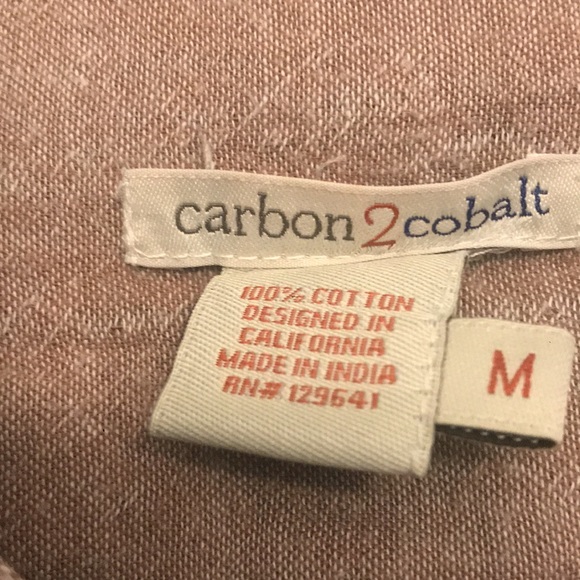 carbon2cobalt
100% COTTON
DESIGNED IN
CALIFORNIA
MADE IN INDIA
RN# 129641
M